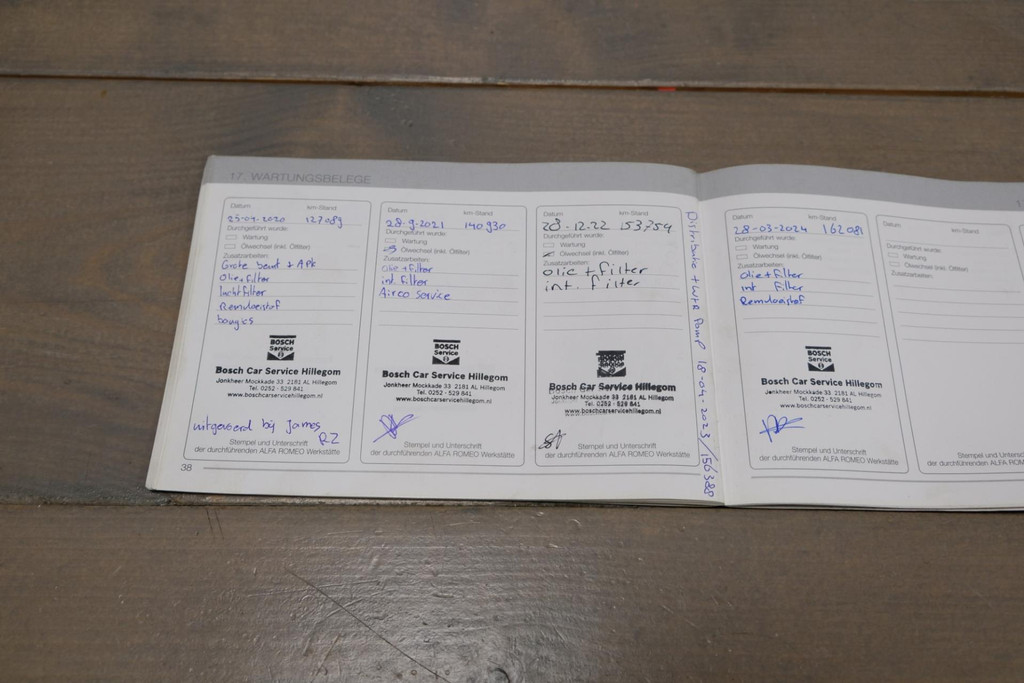 17. WARTUNGSBELEGE
Datum km-Stand
25-04-2020 127089
Durchgeführt wurde:
Wartung
Ölwechsel (inkl. Ölfilter)
Zusatzarbeiten:
Grote beurt + APK
Olie+filter
luchtfilter
Remvloeistof
bougies
BOSCH
Service
Bosch Car Service Hillegom
Jonkheer Mockkade 33 2181 AL Hillegom
Tel. 0252 - 529 841
www.boschcarservicehillegom.nl
uitgevoerd bij James
RZ
Stempel und Unterschrift
der durchführenden ALFA ROMEO Werkstätte
38
Datum km-Stand
28-9-2021 140930
Durchgeführt wurde:
Wartung
Ölwechsel (inkl. Ölfilter)
Zusatzarbeiten:
olie+filter
int. filter
Airco Service
BOSCH
Service
Bosch Car Service Hillegom
Jonkheer Mockkade 33 2181 AL Hillegom
Tel. 0252 - 529 841
www.boschcarservicehillegom.nl
Stempel und Unterschrift
der durchführenden ALFA ROMEO Werkstätte
Datum km-Stand
28-12-22 153754
Durchgeführt wurde:
Wartung
Ölwechsel (inkl. Ölfilter)
Zusatzarbeiten:
olie + filter
int. filter
Bosch Car Service Hillegom
Jonkheer Mockkade 33 2181 AL Hillegom
Tel. 0252 - 529 841
www.boschcarservicehillegom.nl
Stempel und Unterschrift
der durchführenden ALFA ROMEO Werkstätte
Distributie + WTR Pomp 18-04-2023/156388
Datum km-Stand
28-03-2024 162081
Durchgeführt wurde:
Wartung
Ölwechsel (inkl. Ölfilter)
Zusatzarbeiten:
Olie+filter
int filter
Remvloeistof
BOSCH
Service
Bosch Car Service Hillegom
Jonkheer Mockkade 33 2181 AL Hillegom
Tel. 0252 - 529 841
www.boschcarservicehillegom.nl
Stempel und Unterschrift
der durchführenden ALFA ROMEO Werkstätte
Datum km-Stand
Durchgeführt wurde:
Wartung
Ölwechsel (inkl. Ölfilter)
Zusatzarbeiten:
Stempel und Unterschrift
der durchführenden ALFA ROMEO